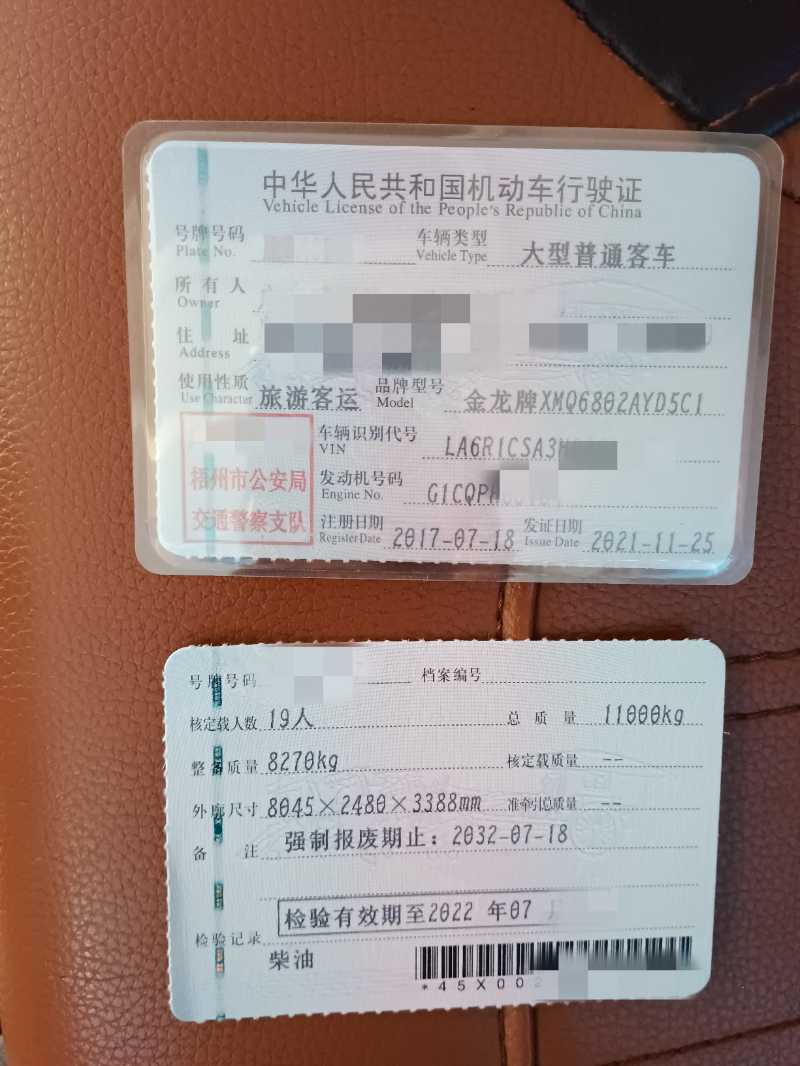 中华人民共和国机动车行驶证
Vehicle License of the People's Republic of China
号牌号码
Plate No.
车辆类型
Vehicle Type
大型普通客车
所有人
Owner
住址
Address
使用性质
Use Character
旅游客运
品牌型号
Model
金龙牌XMQ6802AYD5C1
梧州市公安局
交通警察支队
车辆识别代号
VIN
LA6R1CSA3
发动机号码
Engine No.
G1CQP
注册日期
Register Date
2017-07-18
发证日期
Issue Date
2021-11-25
号牌号码
档案编号
核定载人数 19人
总质量 11000kg
整备质量 8270kg
核定载质量 --
外廓尺寸 8045×2480×3388mm
准牵引总质量 --
备注 强制报废期止：2032-07-18
检验有效期至2022 年07
检验记录
柴油
*45X00